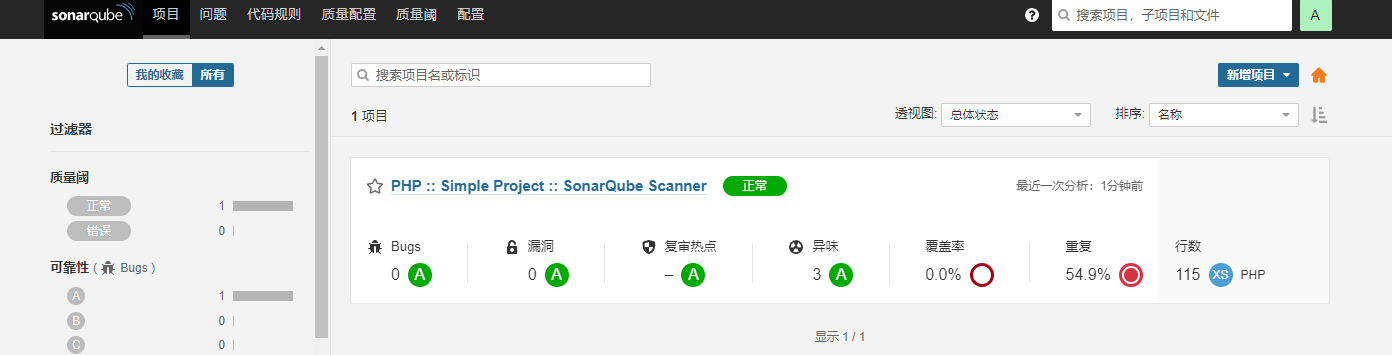 sonarqube 项目 问题 代码规则 质量配置 质量阈 配置 ? 搜索项目，子项目和文件 A
我的收藏 所有
搜索项目名或标识
新增项目
1 项目
透视图: 总体状态
排序: 名称
过滤器
质量阈
正常 1
错误 0
可靠性 ( Bugs )
A 1
B 0
C 0
PHP :: Simple Project :: SonarQube Scanner 正常
最近一次分析：1分钟前
Bugs 漏洞 复审热点 异味 覆盖率 重复 行数
0 A 0 A – A 3 A 0.0% 54.9% 115 XS PHP
显示 1 / 1